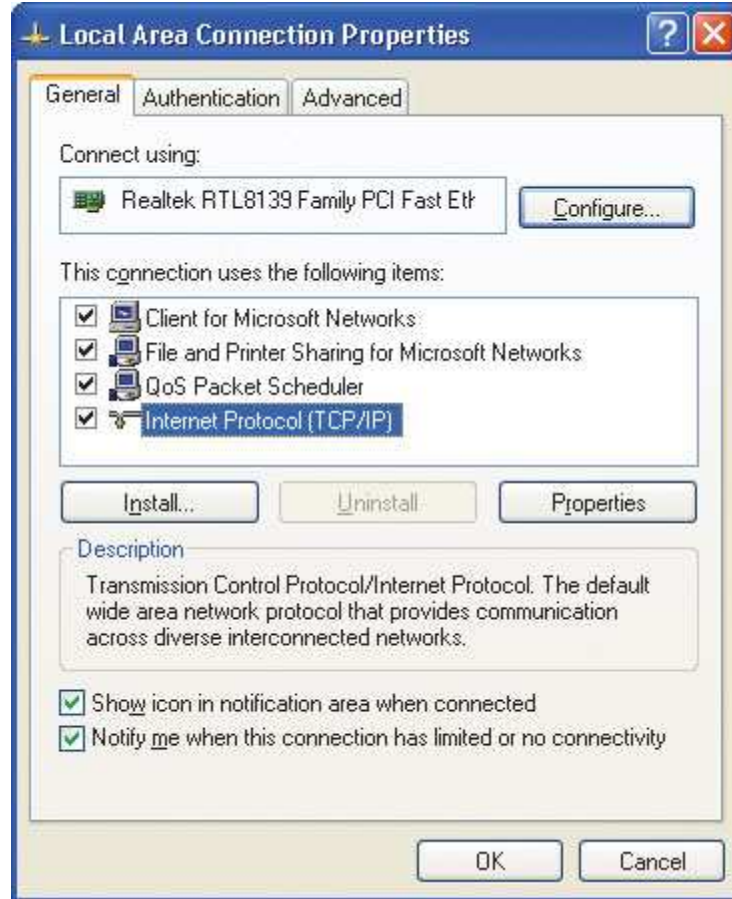 Local Area Connection Properties
General Authentication Advanced
Connect using:
Realtek RTL8139 Family PCI Fast Eth
Configure...
This connection uses the following items:
Client for Microsoft Networks
File and Printer Sharing for Microsoft Networks
QoS Packet Scheduler
Internet Protocol (TCP/IP)
Install... Uninstall Properties
Description
Transmission Control Protocol/Internet Protocol. The default
wide area network protocol that provides communication
across diverse interconnected networks.
Show icon in notification area when connected
Notify me when this connection has limited or no connectivity
OK Cancel